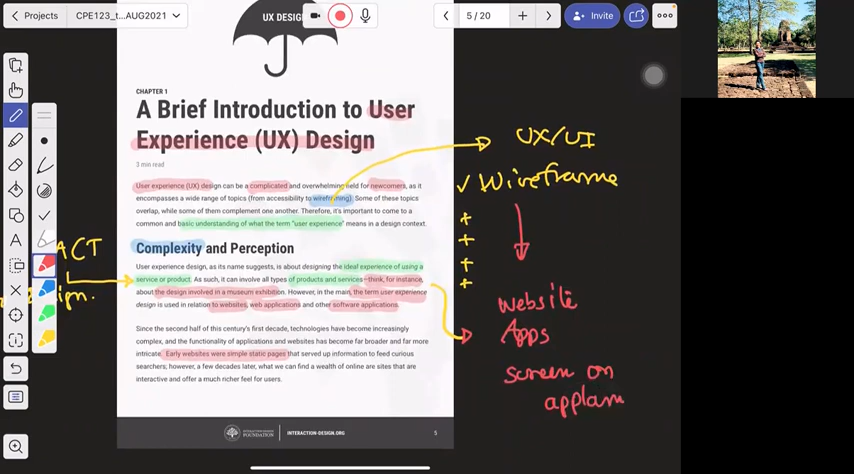 Projects
CPE123_t...AUG2021
5 / 20
Invite
UX DESIGN
CHAPTER 1
A Brief Introduction to User
Experience (UX) Design
3 min read
User experience (UX) design can be a complicated and overwhelming field for newcomers, as it
encompasses a wide range of topics (from accessibility to wireframing). Some of these topics
overlap, while some of them complement one another. Therefore, it's important to come to a
common and basic understanding of what the term "user experience" means in a design context.
Complexity and Perception
User experience design, as its name suggests, is about designing the ideal experience of using a
service or product. As such, it can involve all types of products and services—think, for instance,
about the design involved in a museum exhibition. However, in the main, the term user experience
design is used in relation to websites, web applications and other software applications.
Since the second half of this century's first decade, technologies have become increasingly
complex, and the functionality of applications and websites has become far broader and far more
intricate. Early websites were simple static pages that served up information to feed curious
searchers; however, a few decades later, what we can find a wealth of online are sites that are
interactive and offer a much richer feel for users.
INTERACTION DESIGN
FOUNDATION
INTERACTION-DESIGN.ORG
5
ACT
UX/UI
Wireframe
website
Apps
screen on